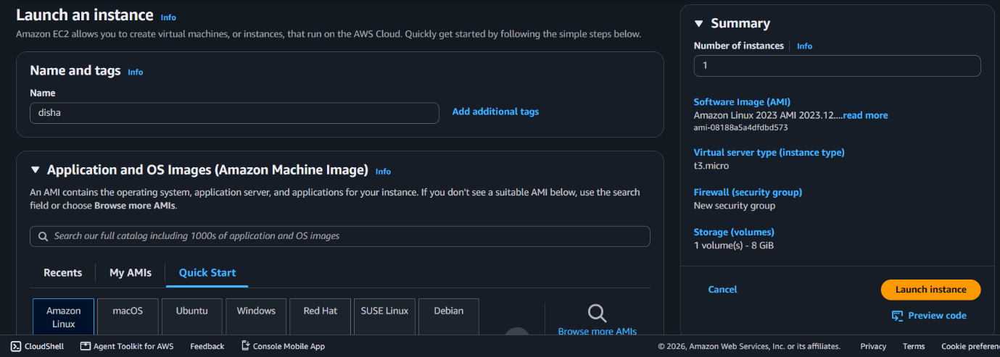 Launch an instance Info
Amazon EC2 allows you to create virtual machines, or instances, that run on the AWS Cloud. Quickly get started by following the simple steps below.
Name and tags Info
Name
disha
Add additional tags
Application and OS Images (Amazon Machine Image) Info
An AMI contains the operating system, application server, and applications for your instance. If you don't see a suitable AMI below, use the search
field or choose Browse more AMIs.
Search our full catalog including 1000s of application and OS images
Recents My AMIs Quick Start
Amazon
Linux
macOS
Ubuntu
Windows
Red Hat
SUSE Linux
Debian
Browse more AMIs
Summary
Number of instances Info
1
Software Image (AMI)
Amazon Linux 2023 AMI 2023.12....read more
ami-08188a5a4dfdbd573
Virtual server type (instance type)
t3.micro
Firewall (security group)
New security group
Storage (volumes)
1 volume(s) - 8 GiB
Cancel
Launch instance
Preview code
CloudShell Agent Toolkit for AWS Feedback Console Mobile App © 2026, Amazon Web Services, Inc. or its affiliates. Privacy Terms Cookie preferen